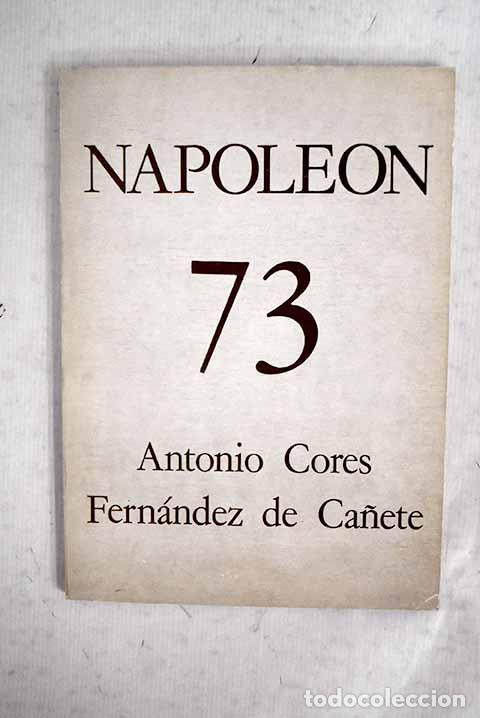 NAPOLEON
73
Antonio Cores
Fernández de Cañete
todocoleccion